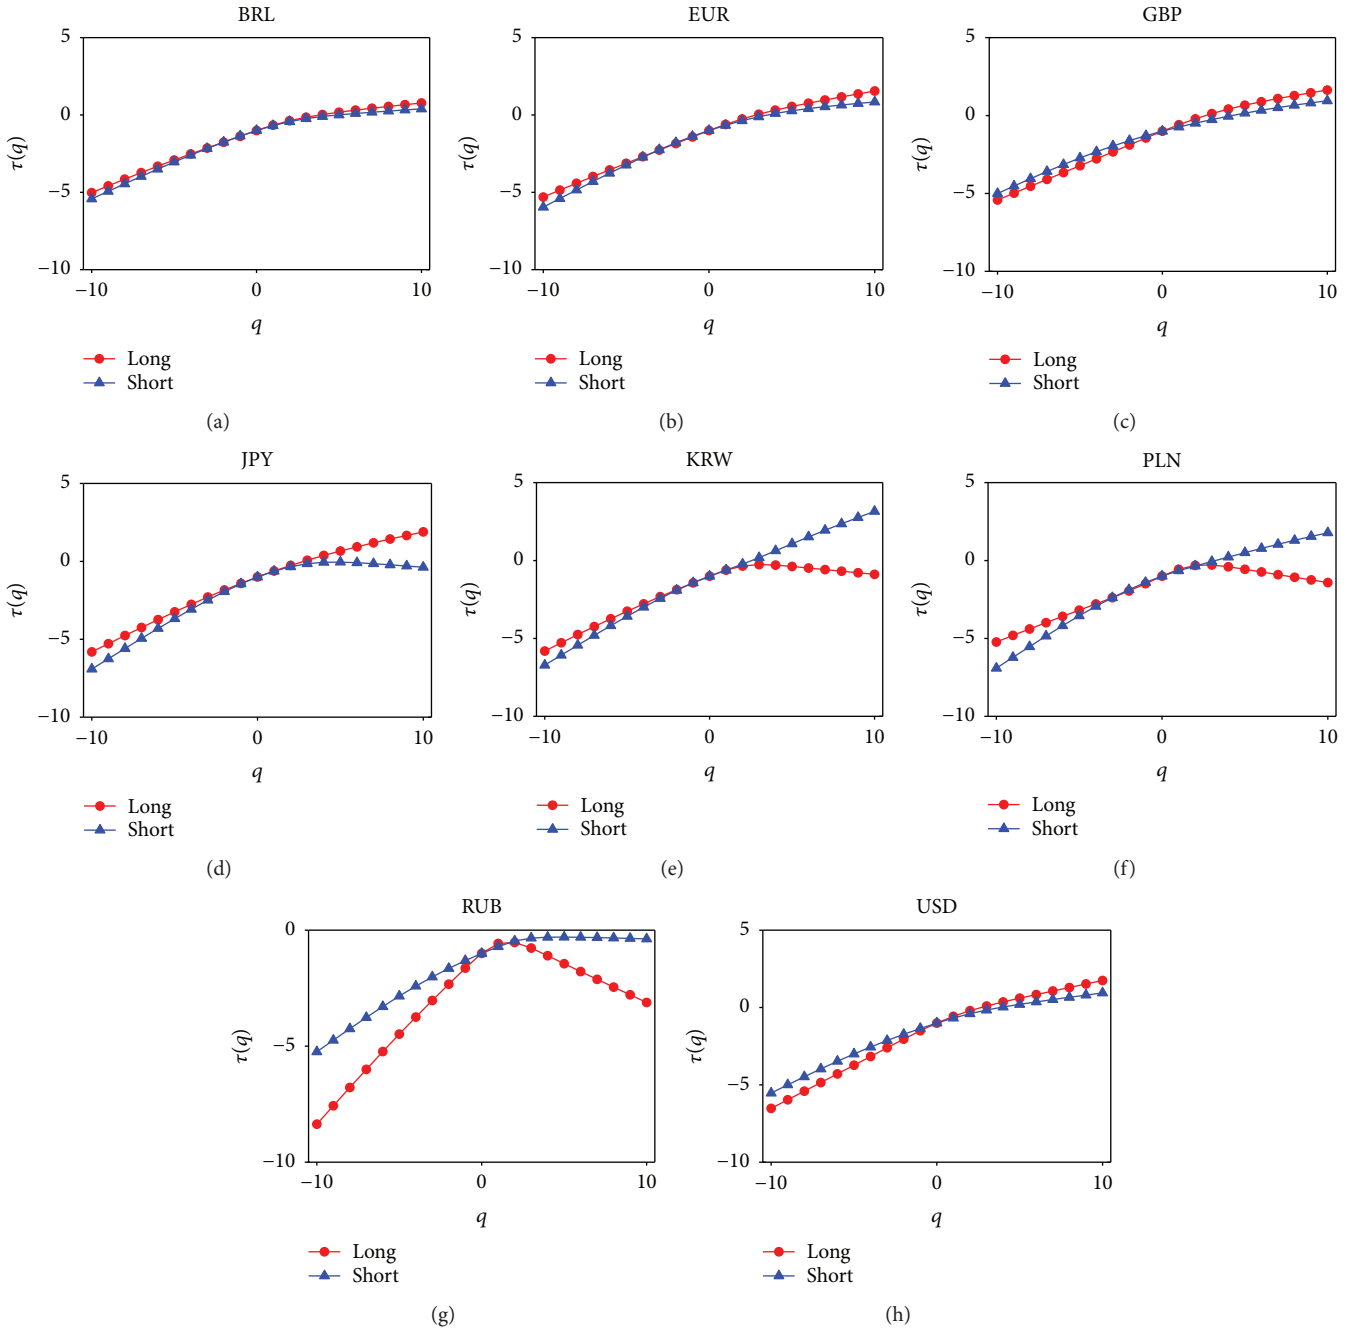 BRL
5
0
−5
−10
τ(q)
−10 0 10
q
Long
Short
(a)
EUR
5
0
−5
−10
τ(q)
−10 0 10
q
Long
Short
(b)
GBP
5
0
−5
−10
τ(q)
−10 0 10
q
Long
Short
(c)
JPY
5
0
−5
−10
τ(q)
−10 0 10
q
Long
Short
(d)
KRW
5
0
−5
−10
τ(q)
−10 0 10
q
Long
Short
(e)
PLN
5
0
−5
−10
τ(q)
−10 0 10
q
Long
Short
(f)
RUB
0
−5
−10
τ(q)
−10 0 10
q
Long
Short
(g)
USD
5
0
−5
−10
τ(q)
−10 0 10
q
Long
Short
(h)